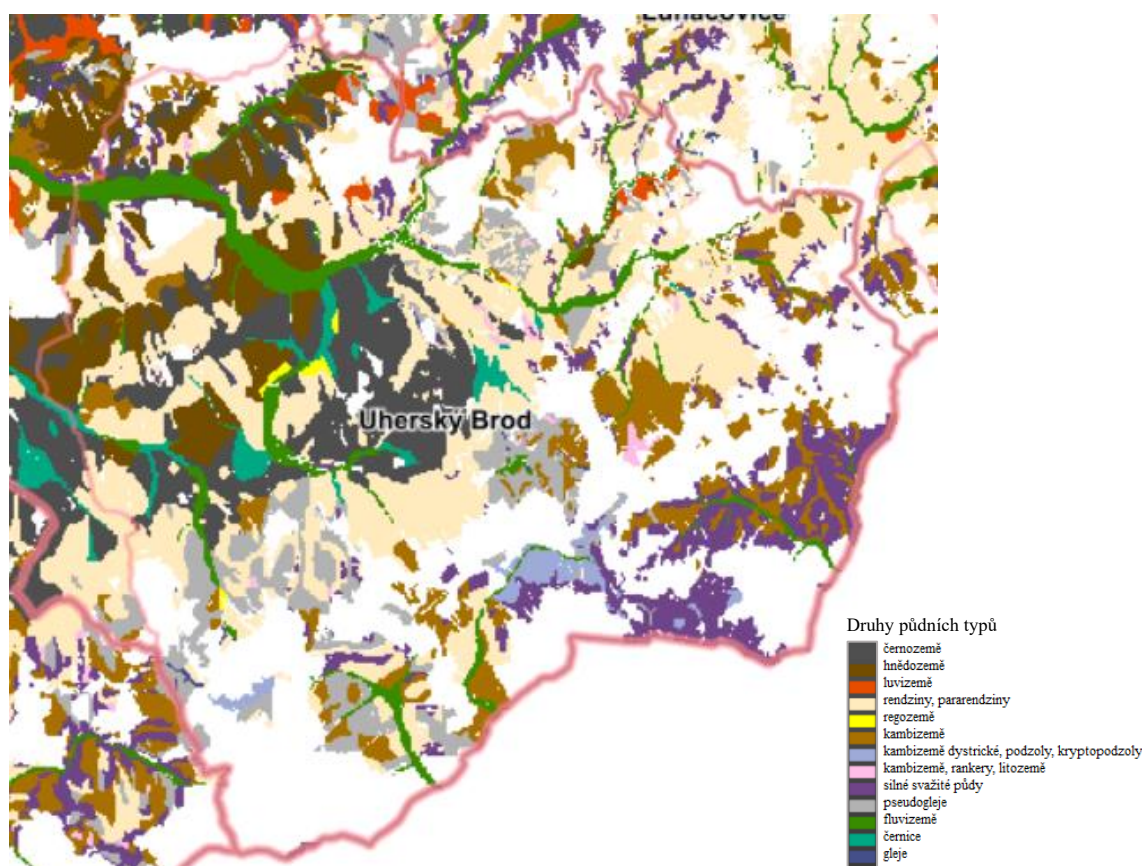 Luhačovice
Uherský Brod
Druhy půdních typů
černozemě
hnědozemě
luvizemě
rendziny, pararendziny
regozemě
kambizemě
kambizemě dystrické, podzoly, kryptopodzoly
kambizemě, rankery, litozemě
silné svažité půdy
pseudogleje
fluvizemě
černice
gleje